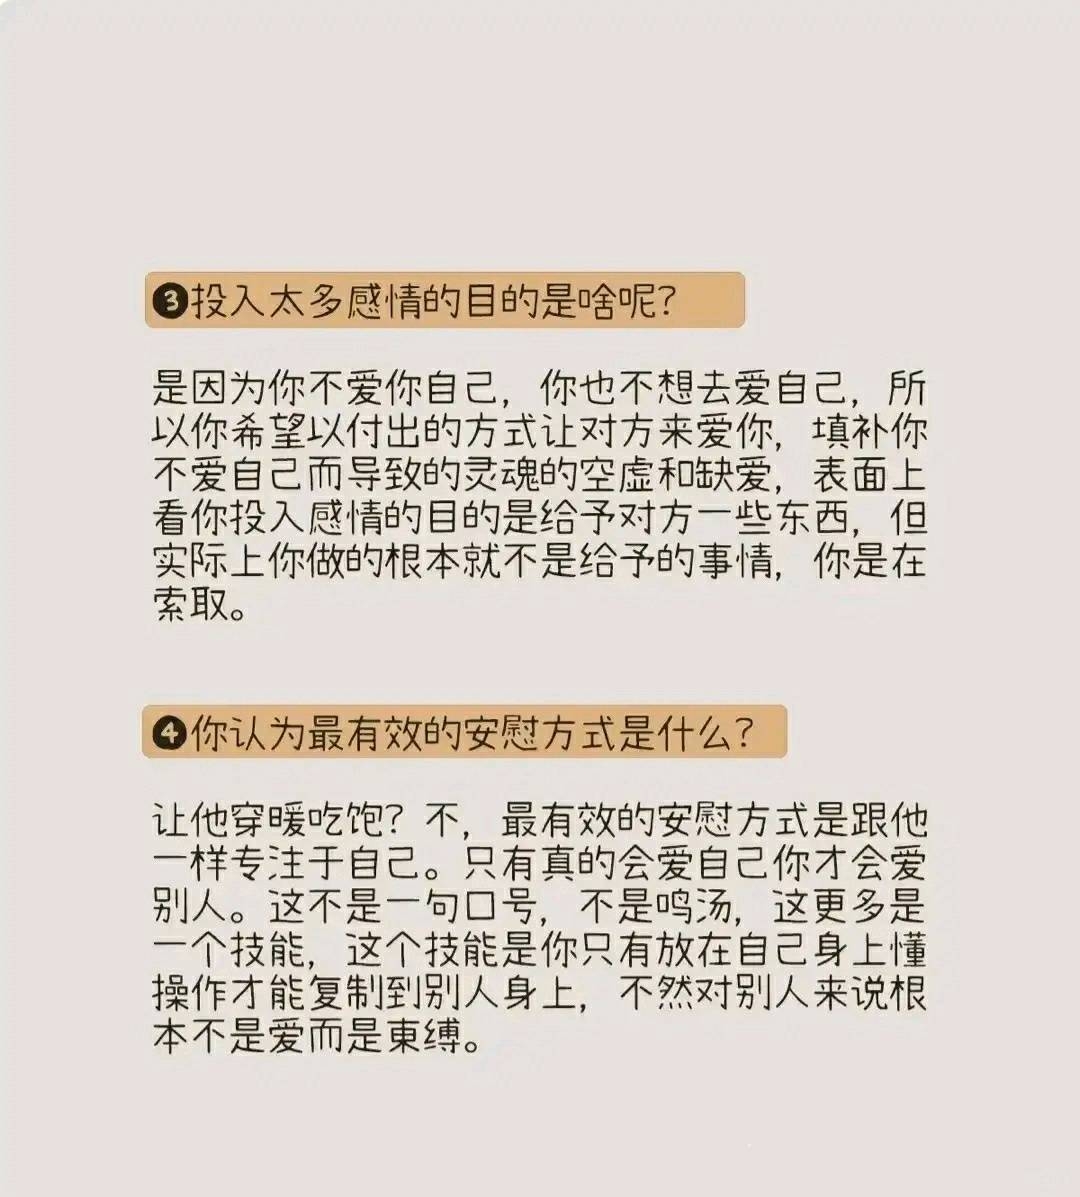 ❸投入太多感情的目的是啥呢?
是因为你不爱你自己,你也不想去爱自己,所
以你希望以付出的方式让对方来爱你,填补你
不爱自己而导致的灵魂的空虚和缺爱,表面上
看你投入感情的目的是给予对方一些东西,但
实际上你做的根本就不是给予的事情,你是在
索取。
❹你认为最有效的安慰方式是什么?
让他穿暖吃饱?不,最有效的安慰方式是跟他
一样专注于自己。只有真的会爱自己你才会爱
别人。这不是一句口号,不是鸣汤,这更多是
一个技能,这个技能是你只有放在自己身上懂
操作才能复制到别人身上,不然对别人来说根
本不是爱而是束缚。